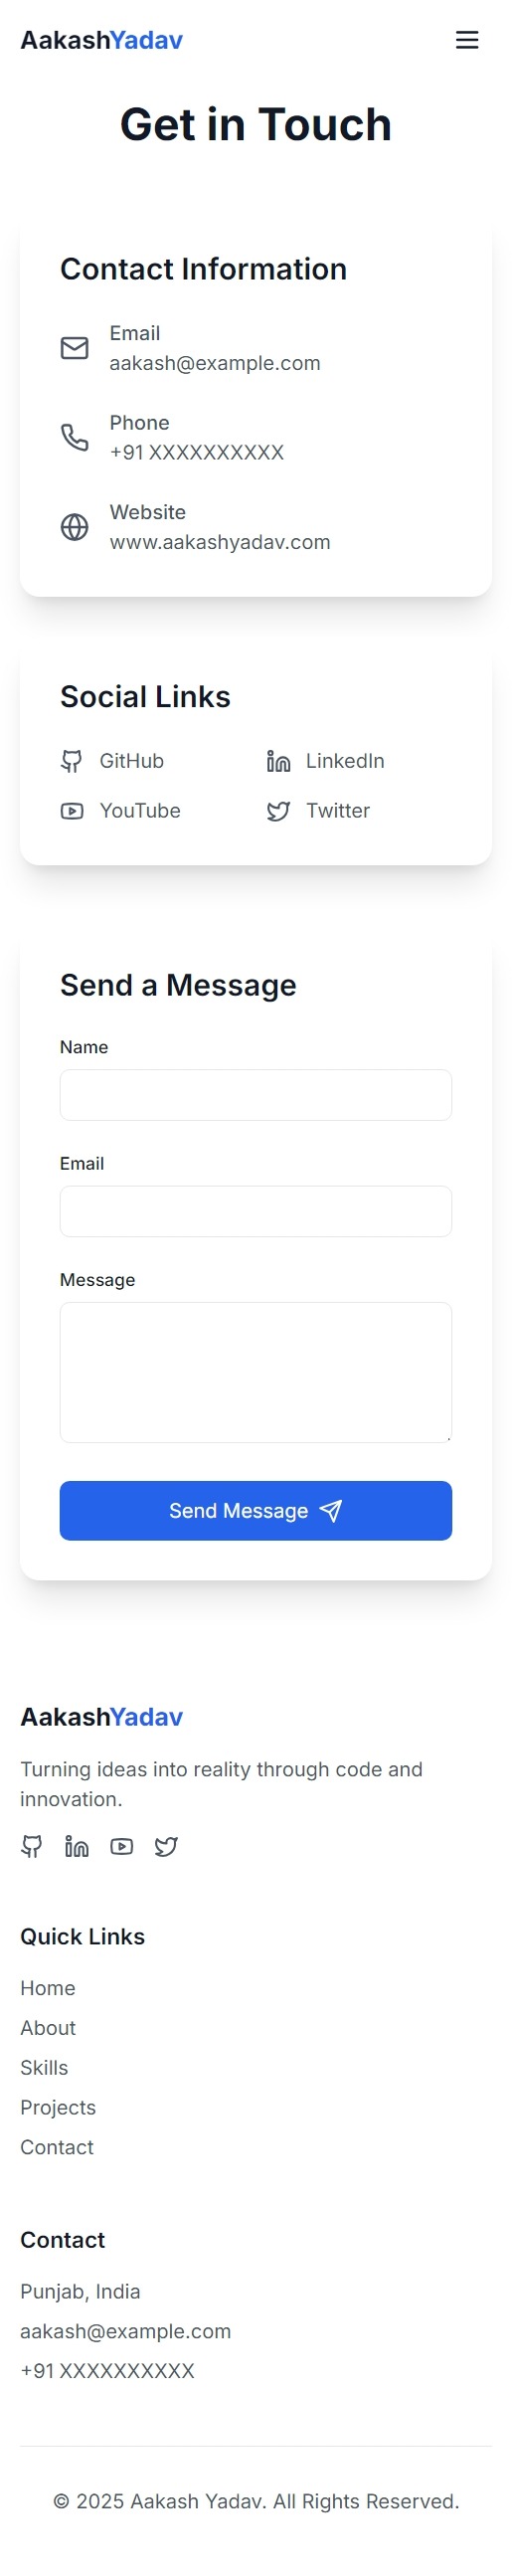 AakashYadav
Get in Touch
Contact Information
Email
aakash@example.com
Phone
+91 XXXXXXXXXX
Website
www.aakashyadav.com
Social Links
GitHub
LinkedIn
YouTube
Twitter
Send a Message
Name
Email
Message
Send Message
AakashYadav
Turning ideas into reality through code and
innovation.
Quick Links
Home
About
Skills
Projects
Contact
Contact
Punjab, India
aakash@example.com
+91 XXXXXXXXXX
© 2025 Aakash Yadav. All Rights Reserved.